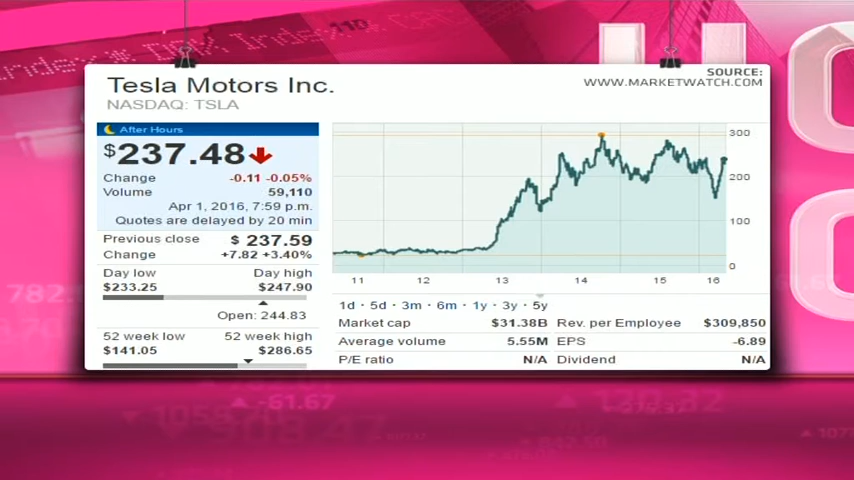 Index * DAX Index * CAC
110
SOURCE:
WWW.MARKETWATCH.COM
Tesla Motors Inc.
NASDAQ: TSLA
After Hours
$237.48
Change -0.11 -0.05%
Volume 59,110
Apr 1, 2016, 7:59 p.m.
Quotes are delayed by 20 min
Previous close $ 237.59
Change +7.82 +3.40%
Day low Day high
$233.25 $247.90
Open: 244.83
52 week low 52 week high
$141.05 $286.65
300
200
100
0
11 12 13 14 15 16
1d · 5d · 3m · 6m · 1y · 3y · 5y
Market cap $31.38B Rev. per Employee $309,850
Average volume 5.55M EPS -6.89
P/E ratio N/A Dividend N/A
-61.67